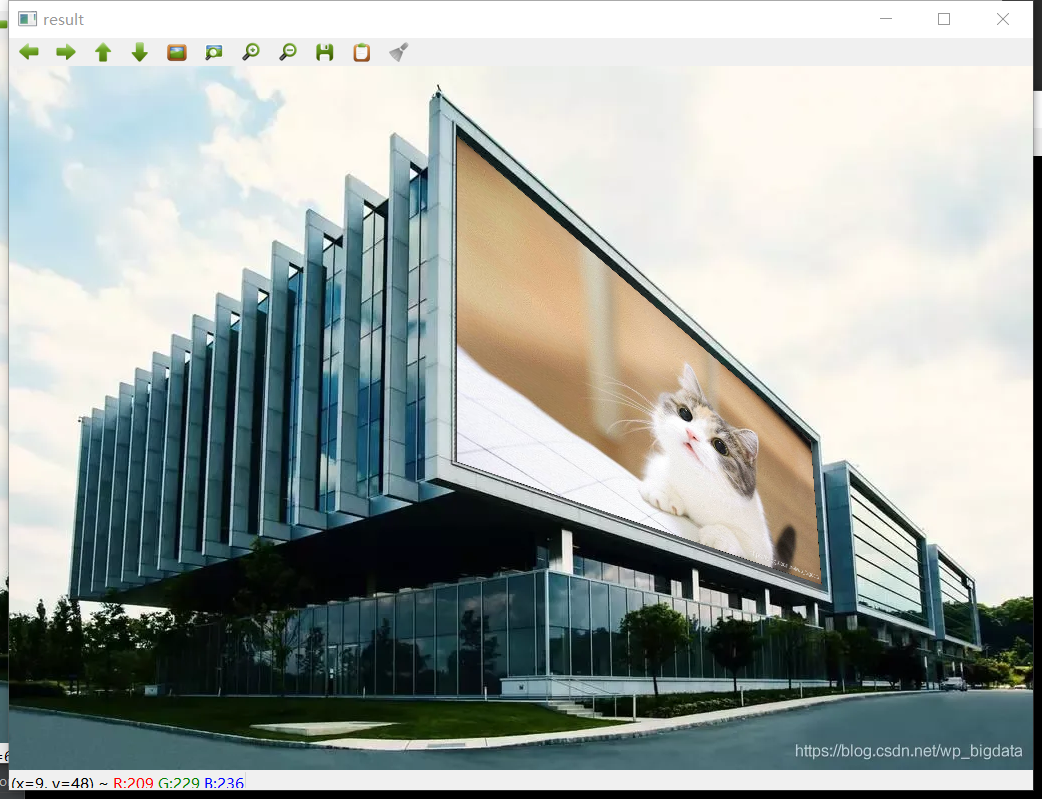 result
https://blog.csdn.net/wp_bigdata
(x=9, y=48) ~ R:209 G:229 B:236